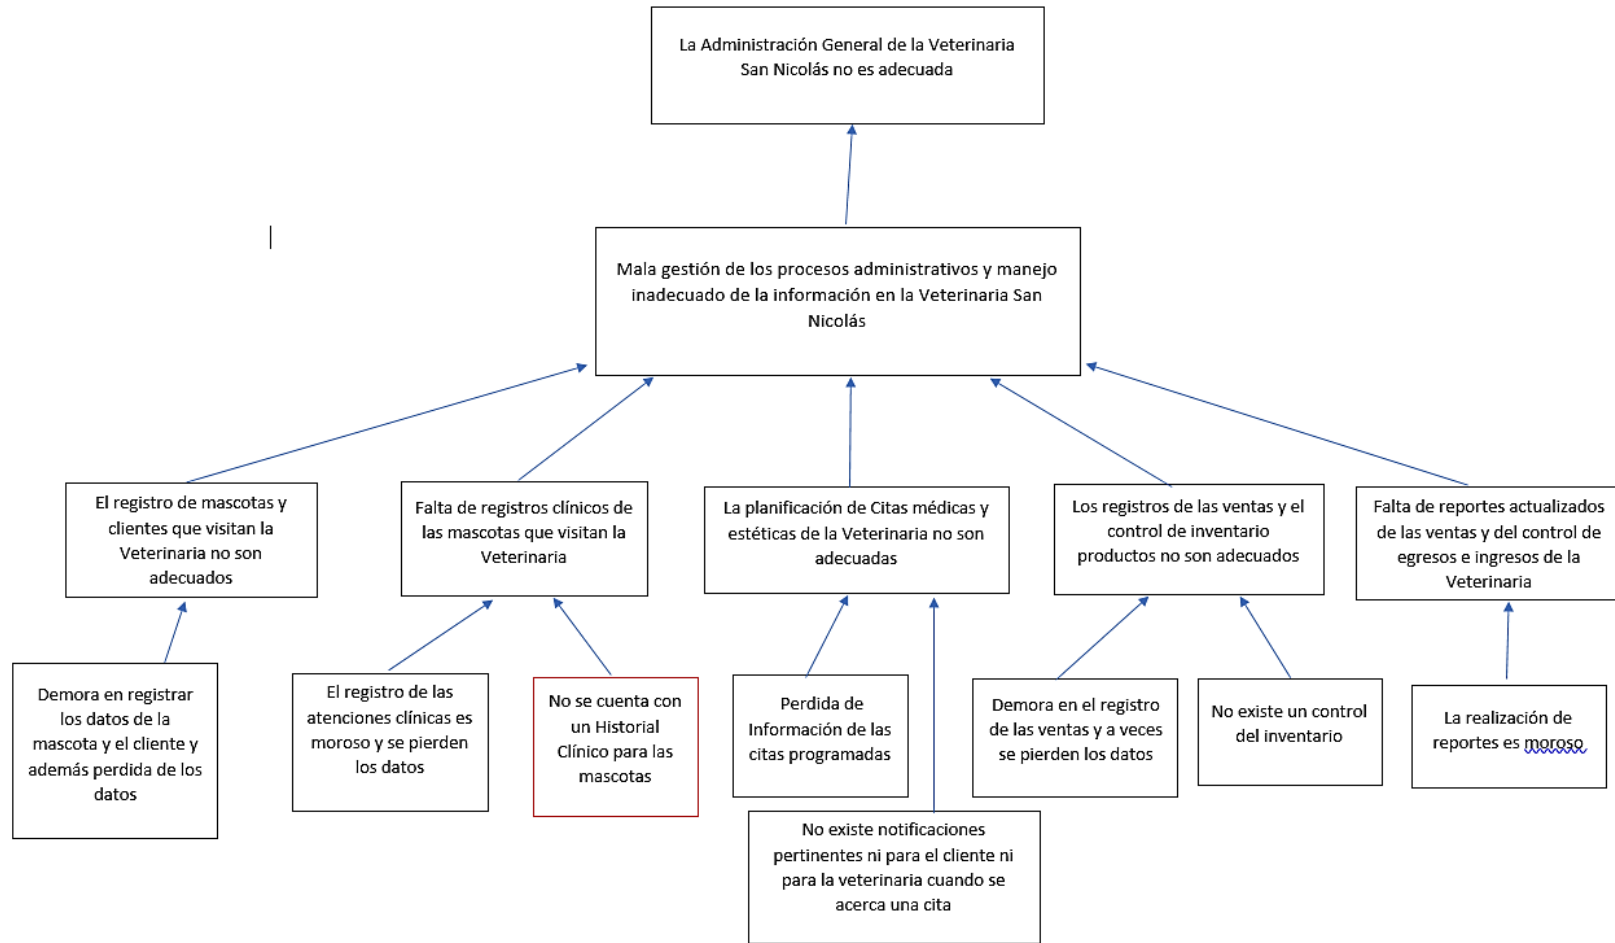 La Administración General de la Veterinaria
San Nicolás no es adecuada
Mala gestión de los procesos administrativos y manejo
inadecuado de la información en la Veterinaria San
Nicolás
El registro de mascotas y
clientes que visitan la
Veterinaria no son
adecuados
Falta de registros clínicos de
las mascotas que visitan la
Veterinaria
La planificación de Citas médicas y
estéticas de la Veterinaria no son
adecuadas
Los registros de las ventas y el
control de inventario
productos no son adecuados
Falta de reportes actualizados
de las ventas y del control de
egresos e ingresos de la
Veterinaria
Demora en registrar
los datos de la
mascota y el cliente y
además perdida de los
datos
El registro de las
atenciones clínicas es
moroso y se pierden
los datos
No se cuenta con
un Historial
Clínico para las
mascotas
Perdida de
Información de las
citas programadas
No existe notificaciones
pertinentes ni para el cliente ni
para la veterinaria cuando se
acerca una cita
Demora en el registro
de las ventas y a veces
se pierden los datos
No existe un control
del inventario
La realización de
reportes es moroso